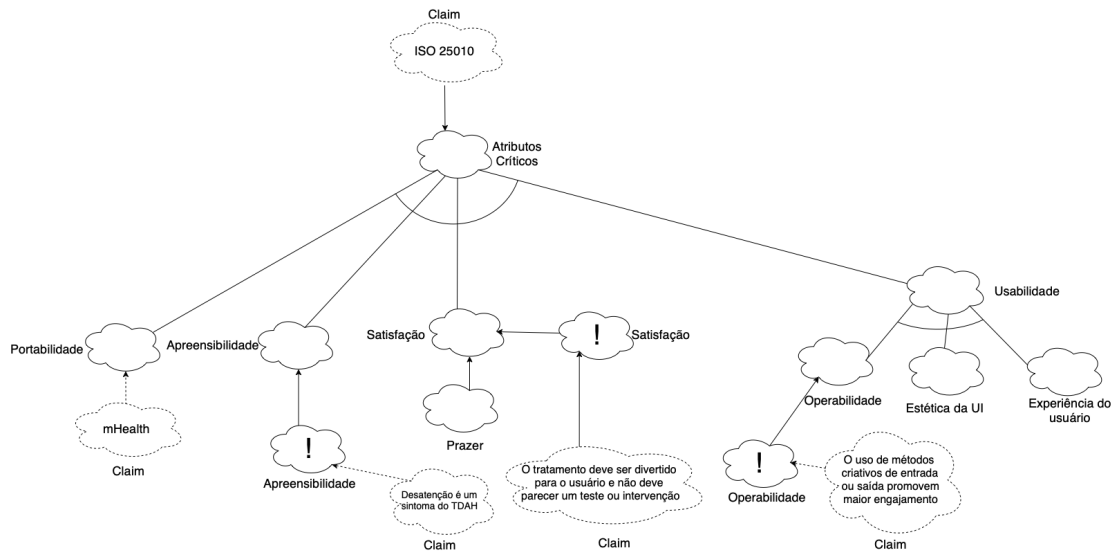 Claim
ISO 25010
Atributos
Críticos
Usabilidade
Portabilidade
Apreensibilidade
Satisfação
!
Satisfação
Operabilidade
Estética da UI
Experiência do
usuário
mHealth
Claim
Prazer
!
Apreensibilidade
Desatenção é um
sintoma do TDAH
Claim
O tratamento deve ser divertido
para o usuário e não deve
parecer um teste ou intervenção
Claim
!
Operabilidade
O uso de métodos
criativos de entrada
ou saída promovem
maior engajamento
Claim